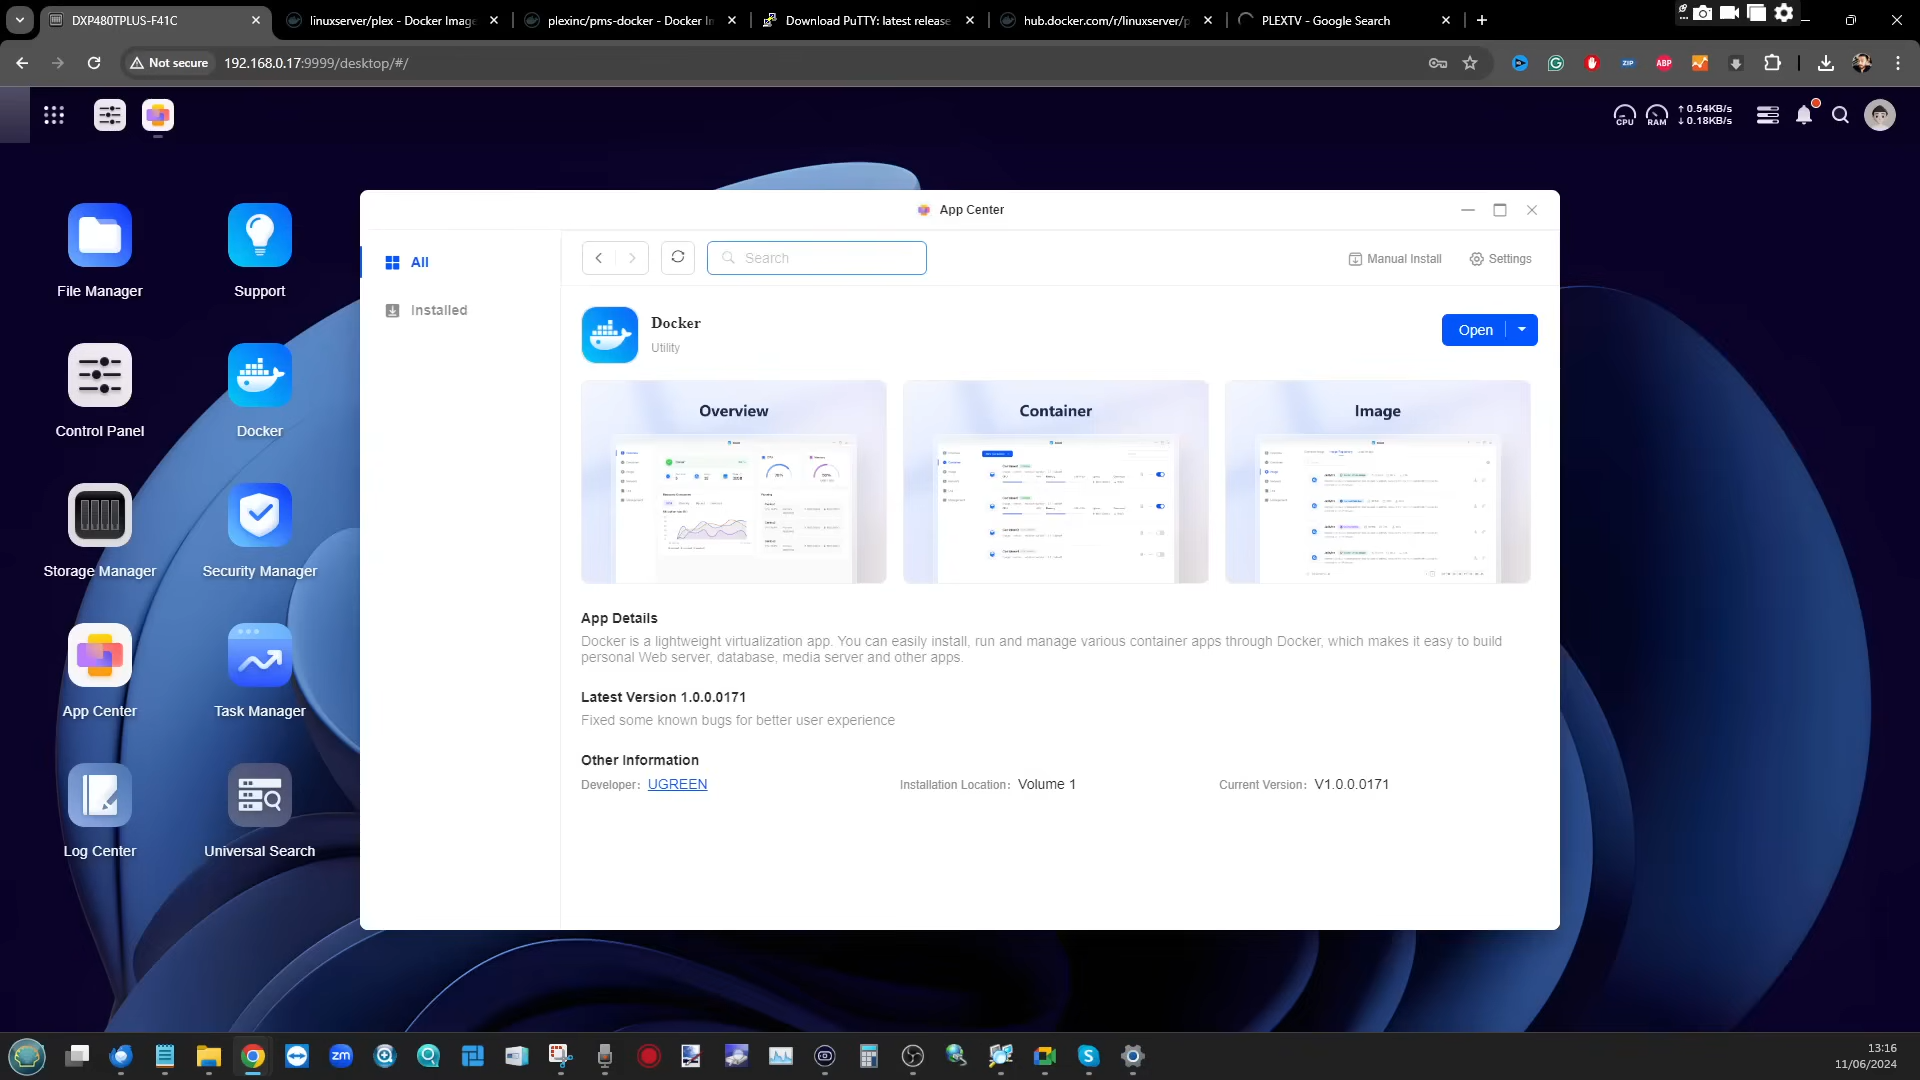 DXP480TPLUS-F41C
linuxserver/plex - Docker Imag
plexinc/pms-docker - Docker In
Download PuTTY: latest release
hub.docker.com/r/linuxserver/p
PLEXTV - Google Search
Not secure
192.168.0.17:9999/desktop/#/
ZIP
ABP
CPU
RAM
↑ 0.54KB/s
↓ 0.18KB/s
File Manager
Support
Control Panel
Docker
Storage Manager
Security Manager
App Center
Task Manager
Log Center
Universal Search
App Center
All
Installed
Search
Manual Install
Settings
Docker
Utility
Open
Overview
Container
Image
App Details
Docker is a lightweight virtualization app. You can easily install, run and manage various container apps through Docker, which makes it easy to build
personal Web server, database, media server and other apps.
Latest Version 1.0.0.0171
Fixed some known bugs for better user experience
Other Information
Developer: UGREEN
Installation Location: Volume 1
Current Version: V1.0.0.0171
zm
13:16
11/06/2024